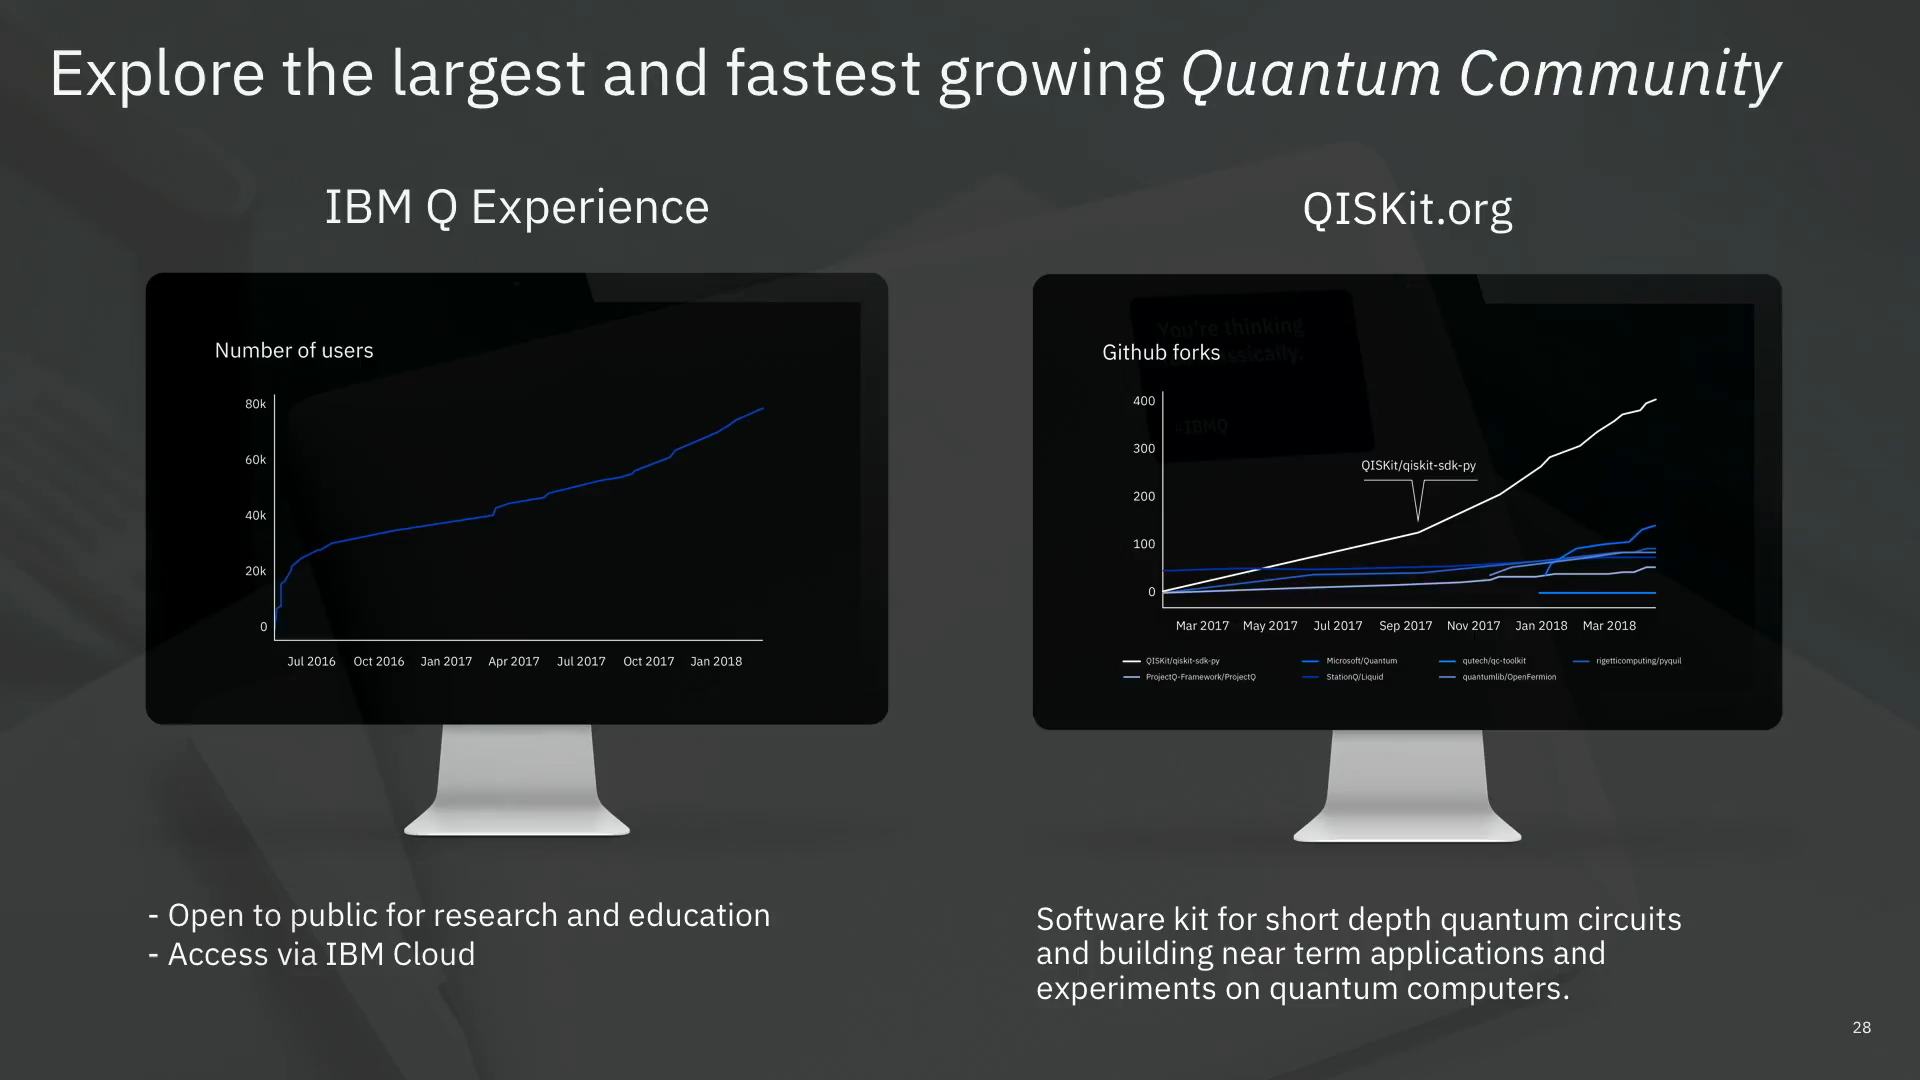 Explore the largest and fastest growing Quantum Community
IBM Q Experience
Number of users
80k
60k
40k
20k
0
Jul 2016 Oct 2016 Jan 2017 Apr 2017 Jul 2017 Oct 2017 Jan 2018
- Open to public for research and education
- Access via IBM Cloud
QISKit.org
You're thinking
Github forks
=IBMQ
400
300
200
100
0
QISKit/qiskit-sdk-py
Mar 2017 May 2017 Jul 2017 Sep 2017 Nov 2017 Jan 2018 Mar 2018
QISKit/qiskit-sdk-py Microsoft/Quantum qutech/qc-toolkit rigetticomputing/pyquil
ProjectQ-Framework/ProjectQ StationQ/Liquid quantumlib/OpenFermion
Software kit for short depth quantum circuits
and building near term applications and
experiments on quantum computers.
28